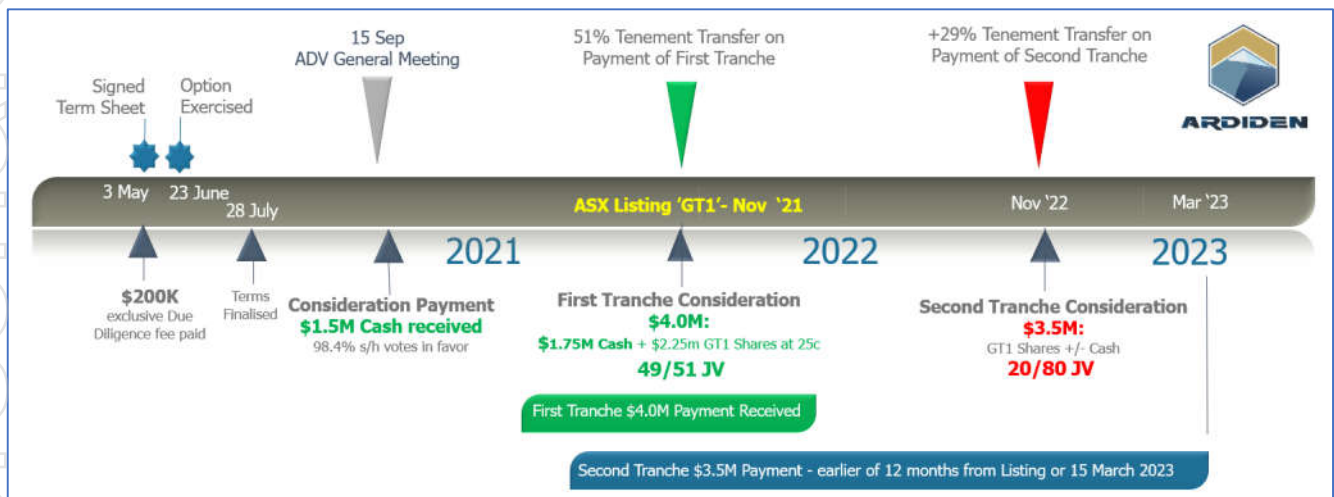 15 Sep
ADV General Meeting
51% Tenement Transfer on
Payment of First Tranche
+29% Tenement Transfer on
Payment of Second Tranche
ARDIDEN
Signed
Term Sheet
Option
Exercised
3 May
23 June
28 July
ASX Listing 'GT1'- Nov '21
Nov '22
Mar '23
2021
2022
2023
$200K
exclusive Due
Diligence fee paid
Terms
Finalised
Consideration Payment
$1.5M Cash received
98.4% s/h votes in favor
First Tranche Consideration
$4.0M:
$1.75M Cash + $2.25m GT1 Shares at 25c
49/51 JV
Second Tranche Consideration
$3.5M:
GT1 Shares +/- Cash
20/80 JV
First Tranche $4.0M Payment Received
Second Tranche $3.5M Payment - earlier of 12 months from Listing or 15 March 2023